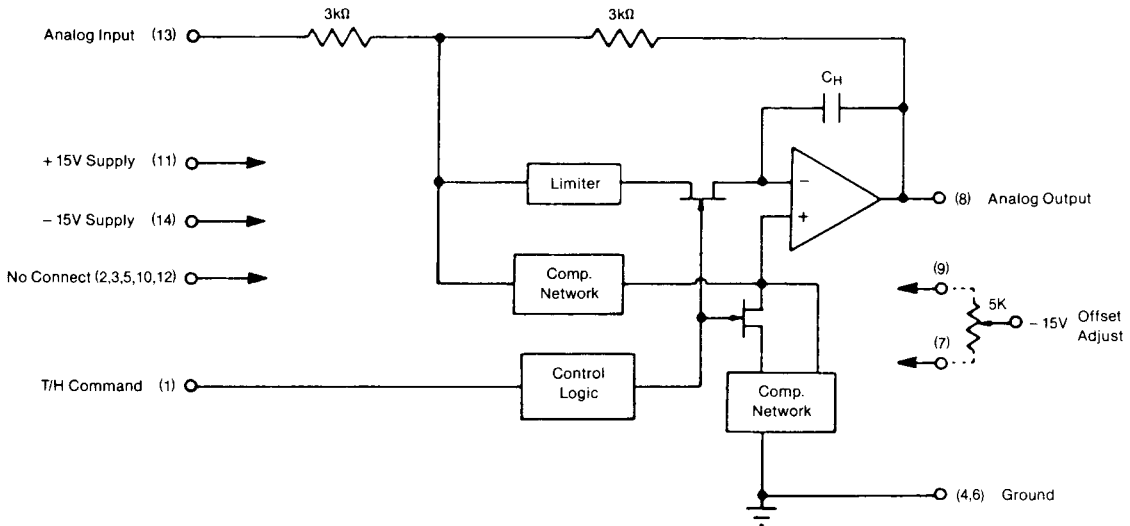 3kΩ
3kΩ
Analog Input (13)
C_H
+ 15V Supply (11)
Limiter
−
(8) Analog Output
− 15V Supply (14)
+
No Connect (2,3,5,10,12)
Comp.
Network
(9)
5K
− 15V
Offset
Adjust
(7)
T/H Command (1)
Control
Logic
Comp.
Network
(4,6) Ground